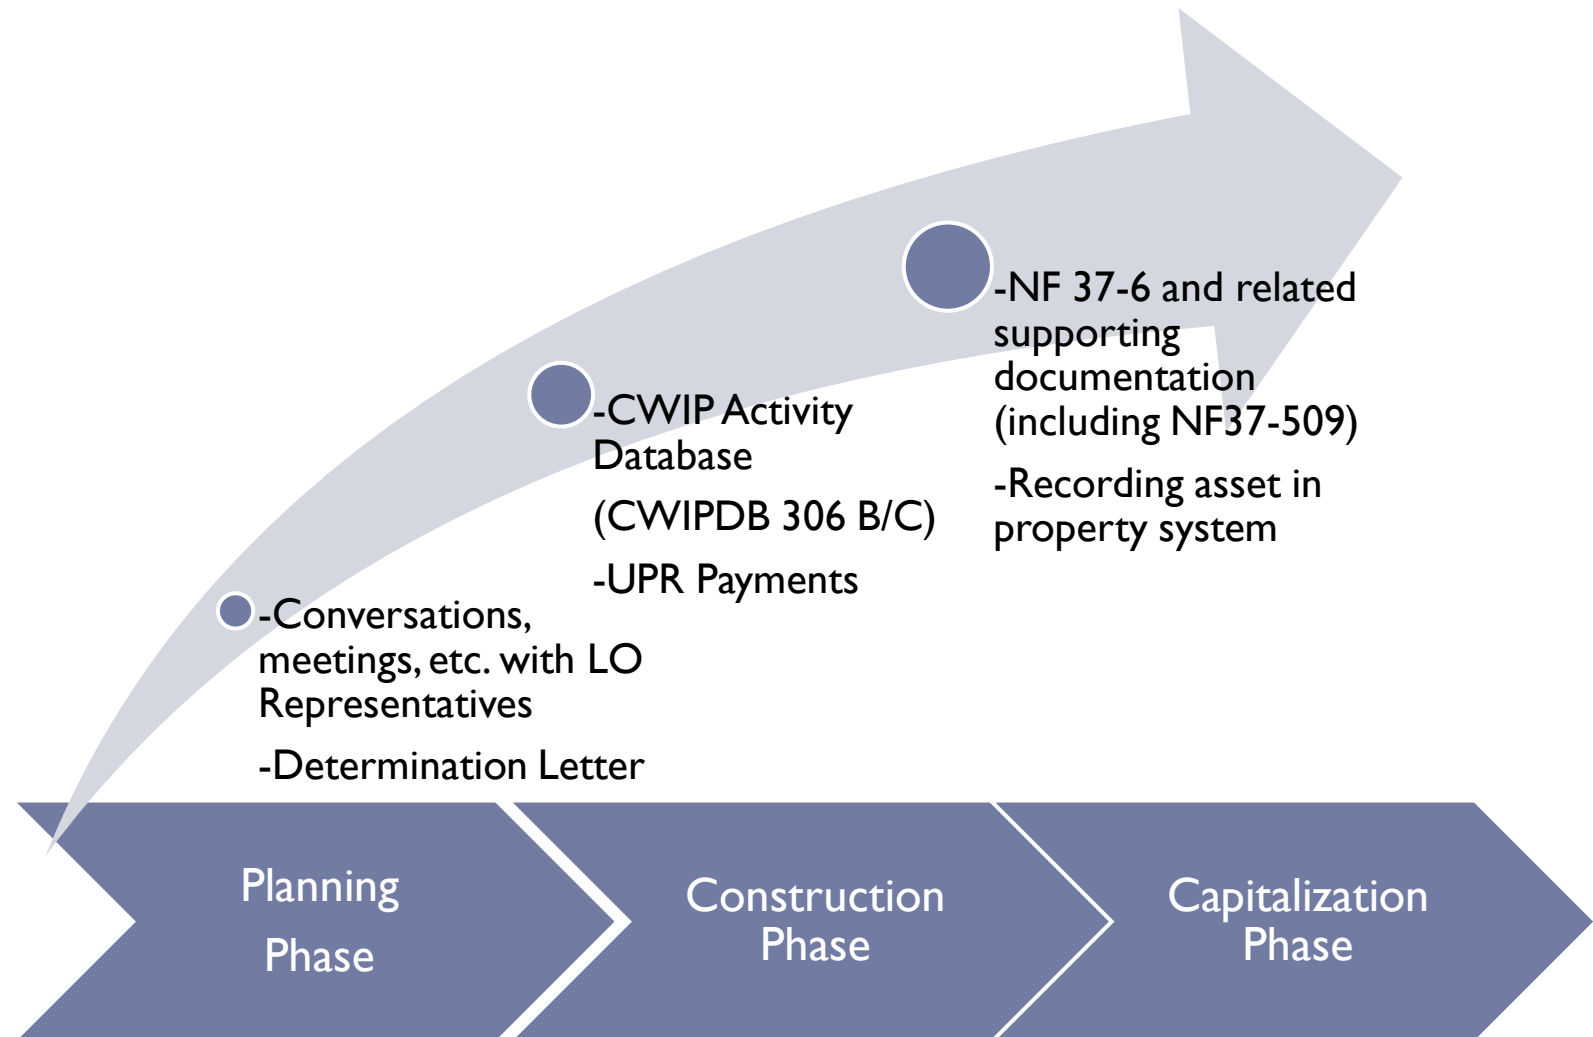 -Conversations,
meetings, etc. with LO
Representatives
-Determination Letter
-CWIP Activity
Database
(CWIPDB 306 B/C)
-UPR Payments
-NF 37-6 and related
supporting
documentation
(including NF37-509)
-Recording asset in
property system
Planning
Phase
Construction
Phase
Capitalization
Phase